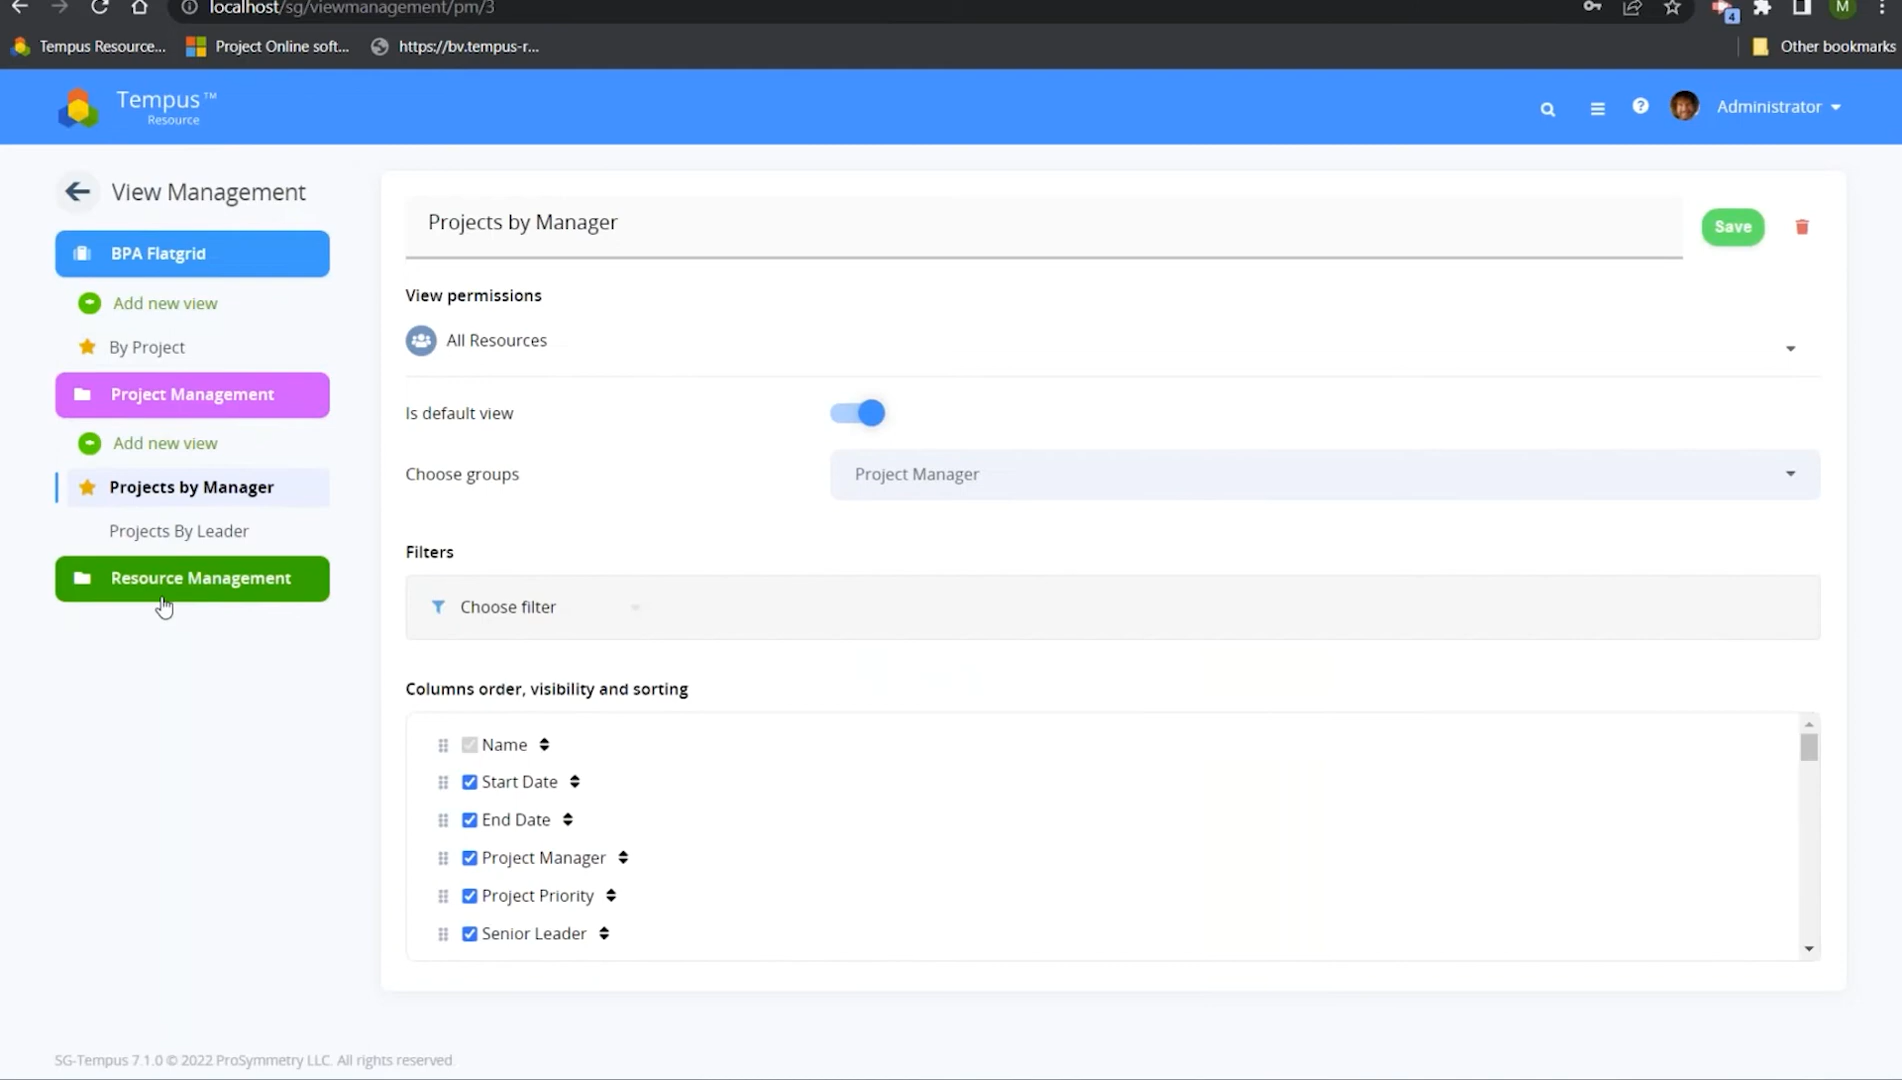 localhost/sg/viewmanagement/pm/3
4
M
Tempus Resource...
Project Online soft...
https://bv.tempus-r...
Other bookmarks
Tempus™
Resource
Administrator
View Management
BPA Flatgrid
Add new view
By Project
Project Management
Add new view
Projects by Manager
Projects By Leader
Resource Management
Projects by Manager
Save
View permissions
All Resources
Is default view
Choose groups
Project Manager
Filters
Choose filter
Columns order, visibility and sorting
Name
Start Date
End Date
Project Manager
Project Priority
Senior Leader
SG-Tempus 7.1.0 © 2022 ProSymmetry LLC. All rights reserved